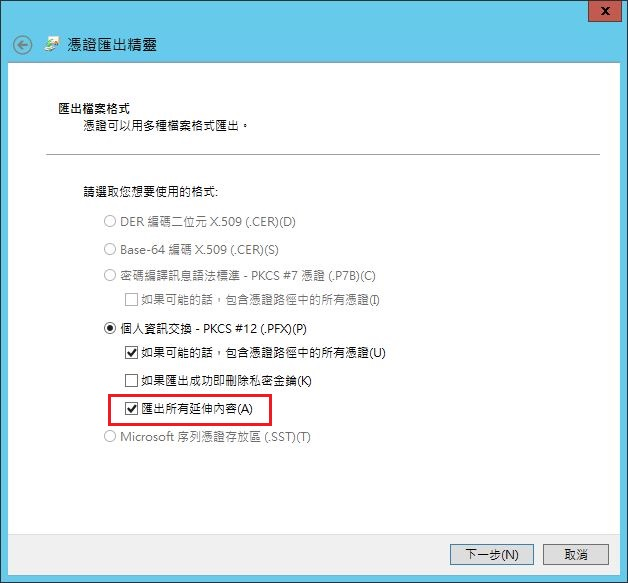 憑證匯出精靈
匯出檔案格式
憑證可以用多種檔案格式匯出。
請選取您想要使用的格式:
DER 編碼二位元 X.509 (.CER)(D)
Base-64 編碼 X.509 (.CER)(S)
密碼編譯訊息語法標準 - PKCS #7 憑證 (.P7B)(C)
如果可能的話，包含憑證路徑中的所有憑證(I)
個人資訊交換 - PKCS #12 (.PFX)(P)
如果可能的話，包含憑證路徑中的所有憑證(U)
如果匯出成功即刪除私密金鑰(K)
匯出所有延伸內容(A)
Microsoft 序列憑證存放區 (.SST)(T)
下一步(N)
取消